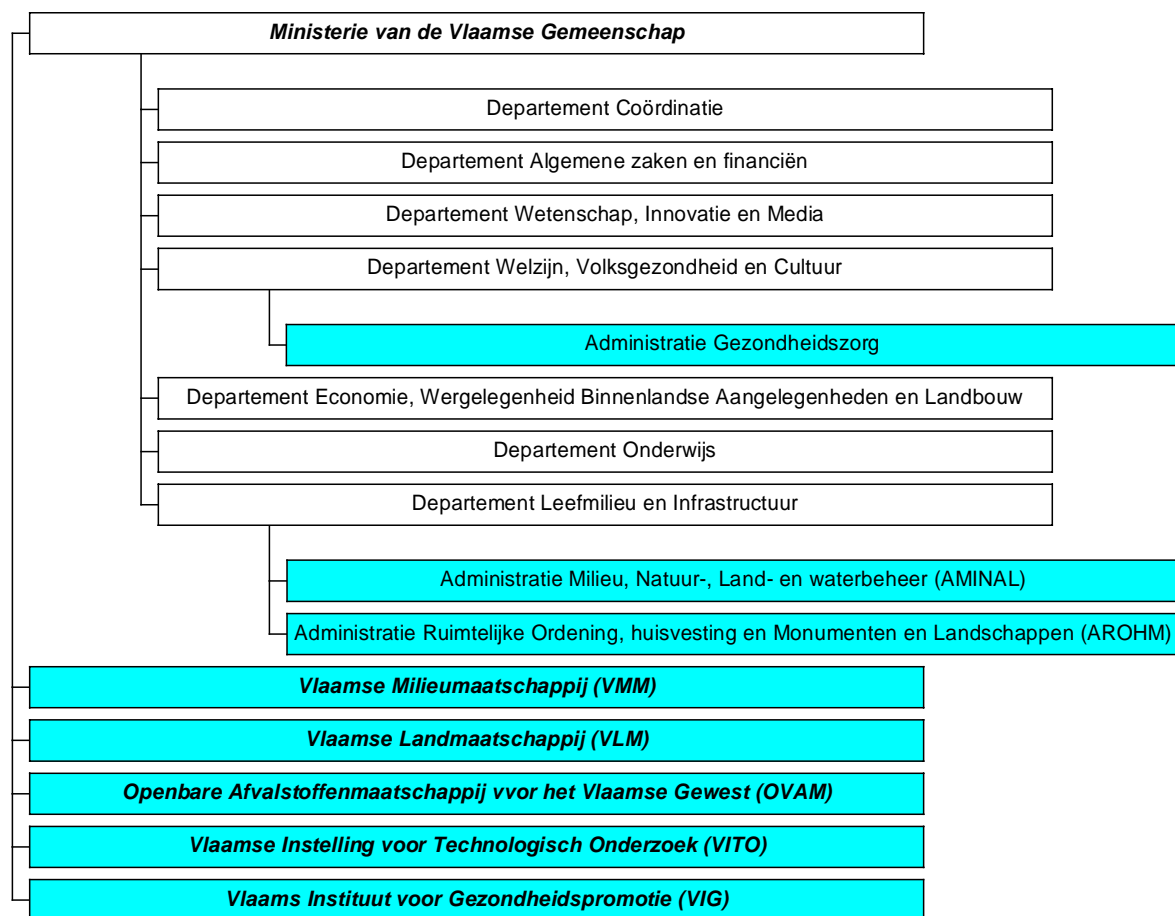 Ministerie van de Vlaamse Gemeenschap
Departement Coördinatie
Departement Algemene zaken en financiën
Departement Wetenschap, Innovatie en Media
Departement Welzijn, Volksgezondheid en Cultuur
Administratie Gezondheidszorg
Departement Economie, Wergelegenheid Binnenlandse Aangelegenheden en Landbouw
Departement Onderwijs
Departement Leefmilieu en Infrastructuur
Administratie Milieu, Natuur-, Land- en waterbeheer (AMINAL)
Administratie Ruimtelijke Ordening, huisvesting en Monumenten en Landschappen (AROHM)
Vlaamse Milieumaatschappij (VMM)
Vlaamse Landmaatschappij (VLM)
Openbare Afvalstoffenmaatschappij vvor het Vlaamse Gewest (OVAM)
Vlaamse Instelling voor Technologisch Onderzoek (VITO)
Vlaams Instituut voor Gezondheidspromotie (VIG)